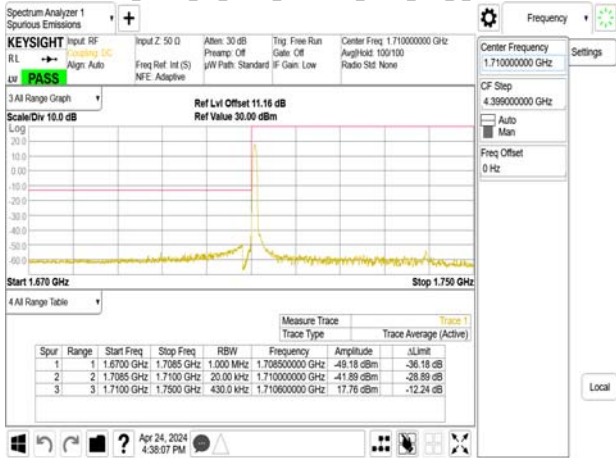 Spectrum Analyzer 1
Spurious Emissions
Frequency
KEYSIGHT
Input: RF
Coupling: DC
Align: Auto
Input Z: 50 Ω
Freq Ref: Int (S)
NFE: Adaptive
Atten: 30 dB
Preamp: Off
µW Path: Standard
Trig: Free Run
Gate: Off
IF Gain: Low
Center Freq: 1.710000000 GHz
Avg|Hold: 100/100
Radio Std: None
RL
LW PASS
Center Frequency
1.710000000 GHz
Settings
CF Step
4.399000000 GHz
Auto
Man
Freq Offset
0 Hz
Local
3 All Range Graph
Scale/Div 10.0 dB
Ref Lvl Offset 11.16 dB
Ref Value 30.00 dBm
Log
20.0
10.0
0.00
-10.0
-20.0
-30.0
-40.0
-50.0
-60.0
Start 1.670 GHz
Stop 1.750 GHz
4 All Range Table
Measure Trace Trace 1
Trace Type Trace Average (Active)
Spur Range Start Freq Stop Freq RBW Frequency Amplitude ΔLimit
1 1 1.6700 GHz 1.7085 GHz 1.000 MHz 1.708500000 GHz -49.18 dBm -36.18 dB
2 2 1.7085 GHz 1.7100 GHz 20.00 kHz 1.710000000 GHz -41.89 dBm -28.89 dB
3 3 1.7100 GHz 1.7500 GHz 430.0 kHz 1.710600000 GHz 17.76 dBm -12.24 dB
Apr 24, 2024
4:38:07 PM